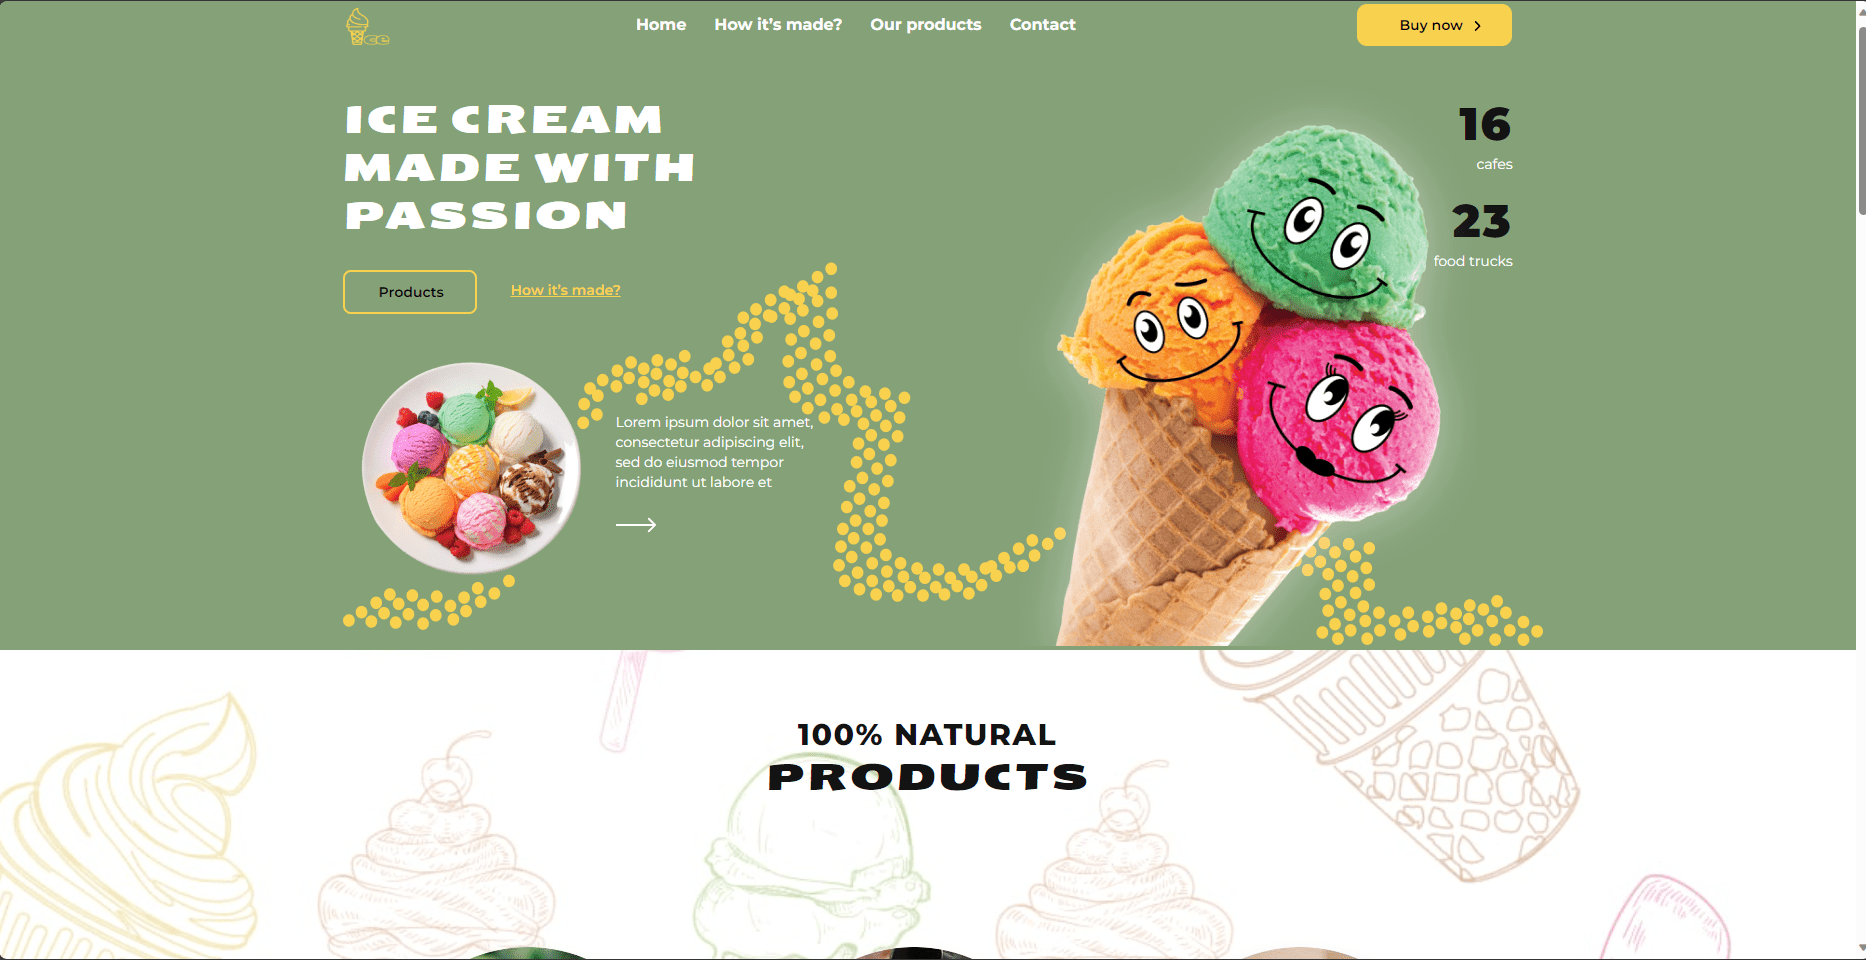 ce
Home How it's made? Our products Contact
Buy now
ICE CREAM
MADE WITH
PASSION
16
cafes
23
food trucks
Products
How it's made?
Lorem ipsum dolor sit amet,
consectetur adipiscing elit,
sed do eiusmod tempor
incididunt ut labore et
100% NATURAL
PRODUCTS